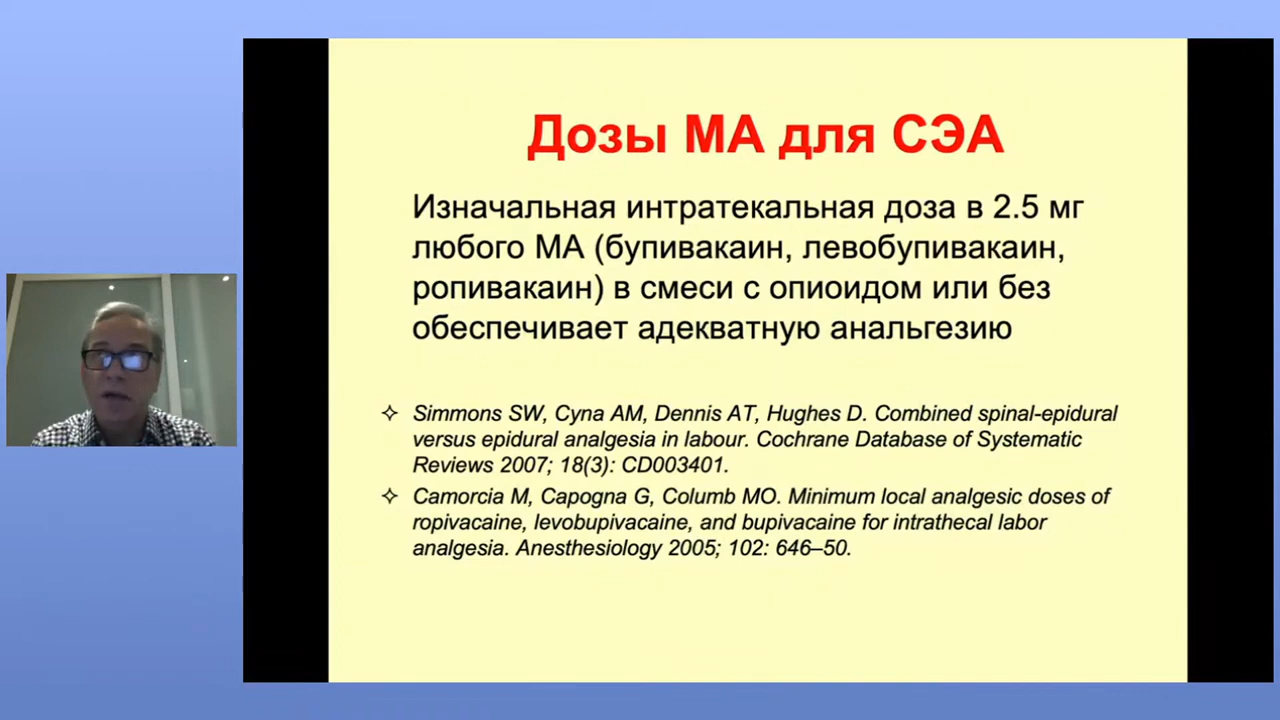 Дозы МА для СЭА
Изначальная интратекальная доза в 2.5 мг
любого МА (бупивакаин, левобупивакаин,
ропивакаин) в смеси с опиоидом или без
обеспечивает адекватную анальгезию
✧ Simmons SW, Cyna AM, Dennis AT, Hughes D. Combined spinal-epidural
versus epidural analgesia in labour. Cochrane Database of Systematic
Reviews 2007; 18(3): CD003401.
✧ Camorcia M, Capogna G, Columb MO. Minimum local analgesic doses of
ropivacaine, levobupivacaine, and bupivacaine for intrathecal labor
analgesia. Anesthesiology 2005; 102: 646–50.